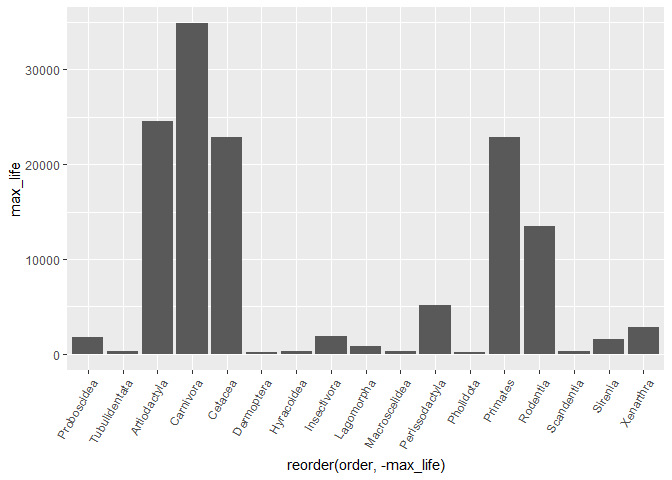 max_life
30000
20000
10000
0
Proboscidea
Tubulidentata
Artiodactyla
Carnivora
Cetacea
Dermoptera
Hyracoidea
Insectivora
Lagomorpha
Macroscelidea
Perissodactyla
Pholidota
Primates
Rodentia
Scandentia
Sirenia
Xenarthra
reorder(order, -max_life)